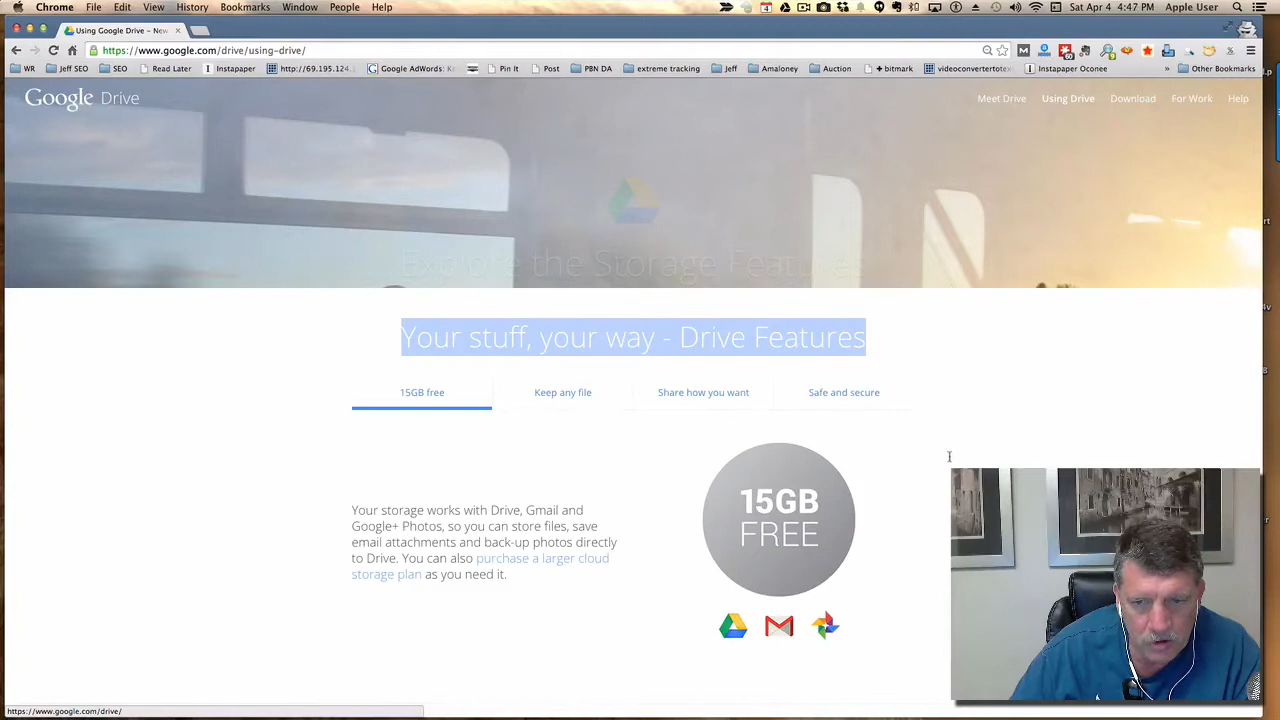 Chrome File Edit View History Bookmarks Window People Help Sat Apr 4 4:47 PM Apple User
Using Google Drive – New
https://www.google.com/drive/using-drive/
WR Jeff SEO SEO Read Later Instapaper Pin It Post PBN DA extreme tracking Jeff Amaloney Auction + bitmark Instapaper Oconee » Other Bookmarks
Google Drive Meet Drive Using Drive Download For Work Help
Explore the Storage Features
Your stuff, your way - Drive Features
15GB free Keep any file Share how you want Safe and secure
15GB
FREE
Your storage works with Drive, Gmail and
Google+ Photos, so you can store files, save
email attachments and back-up photos directly
to Drive. You can also purchase a larger cloud
storage plan as you need it.
https://www.google.com/drive/